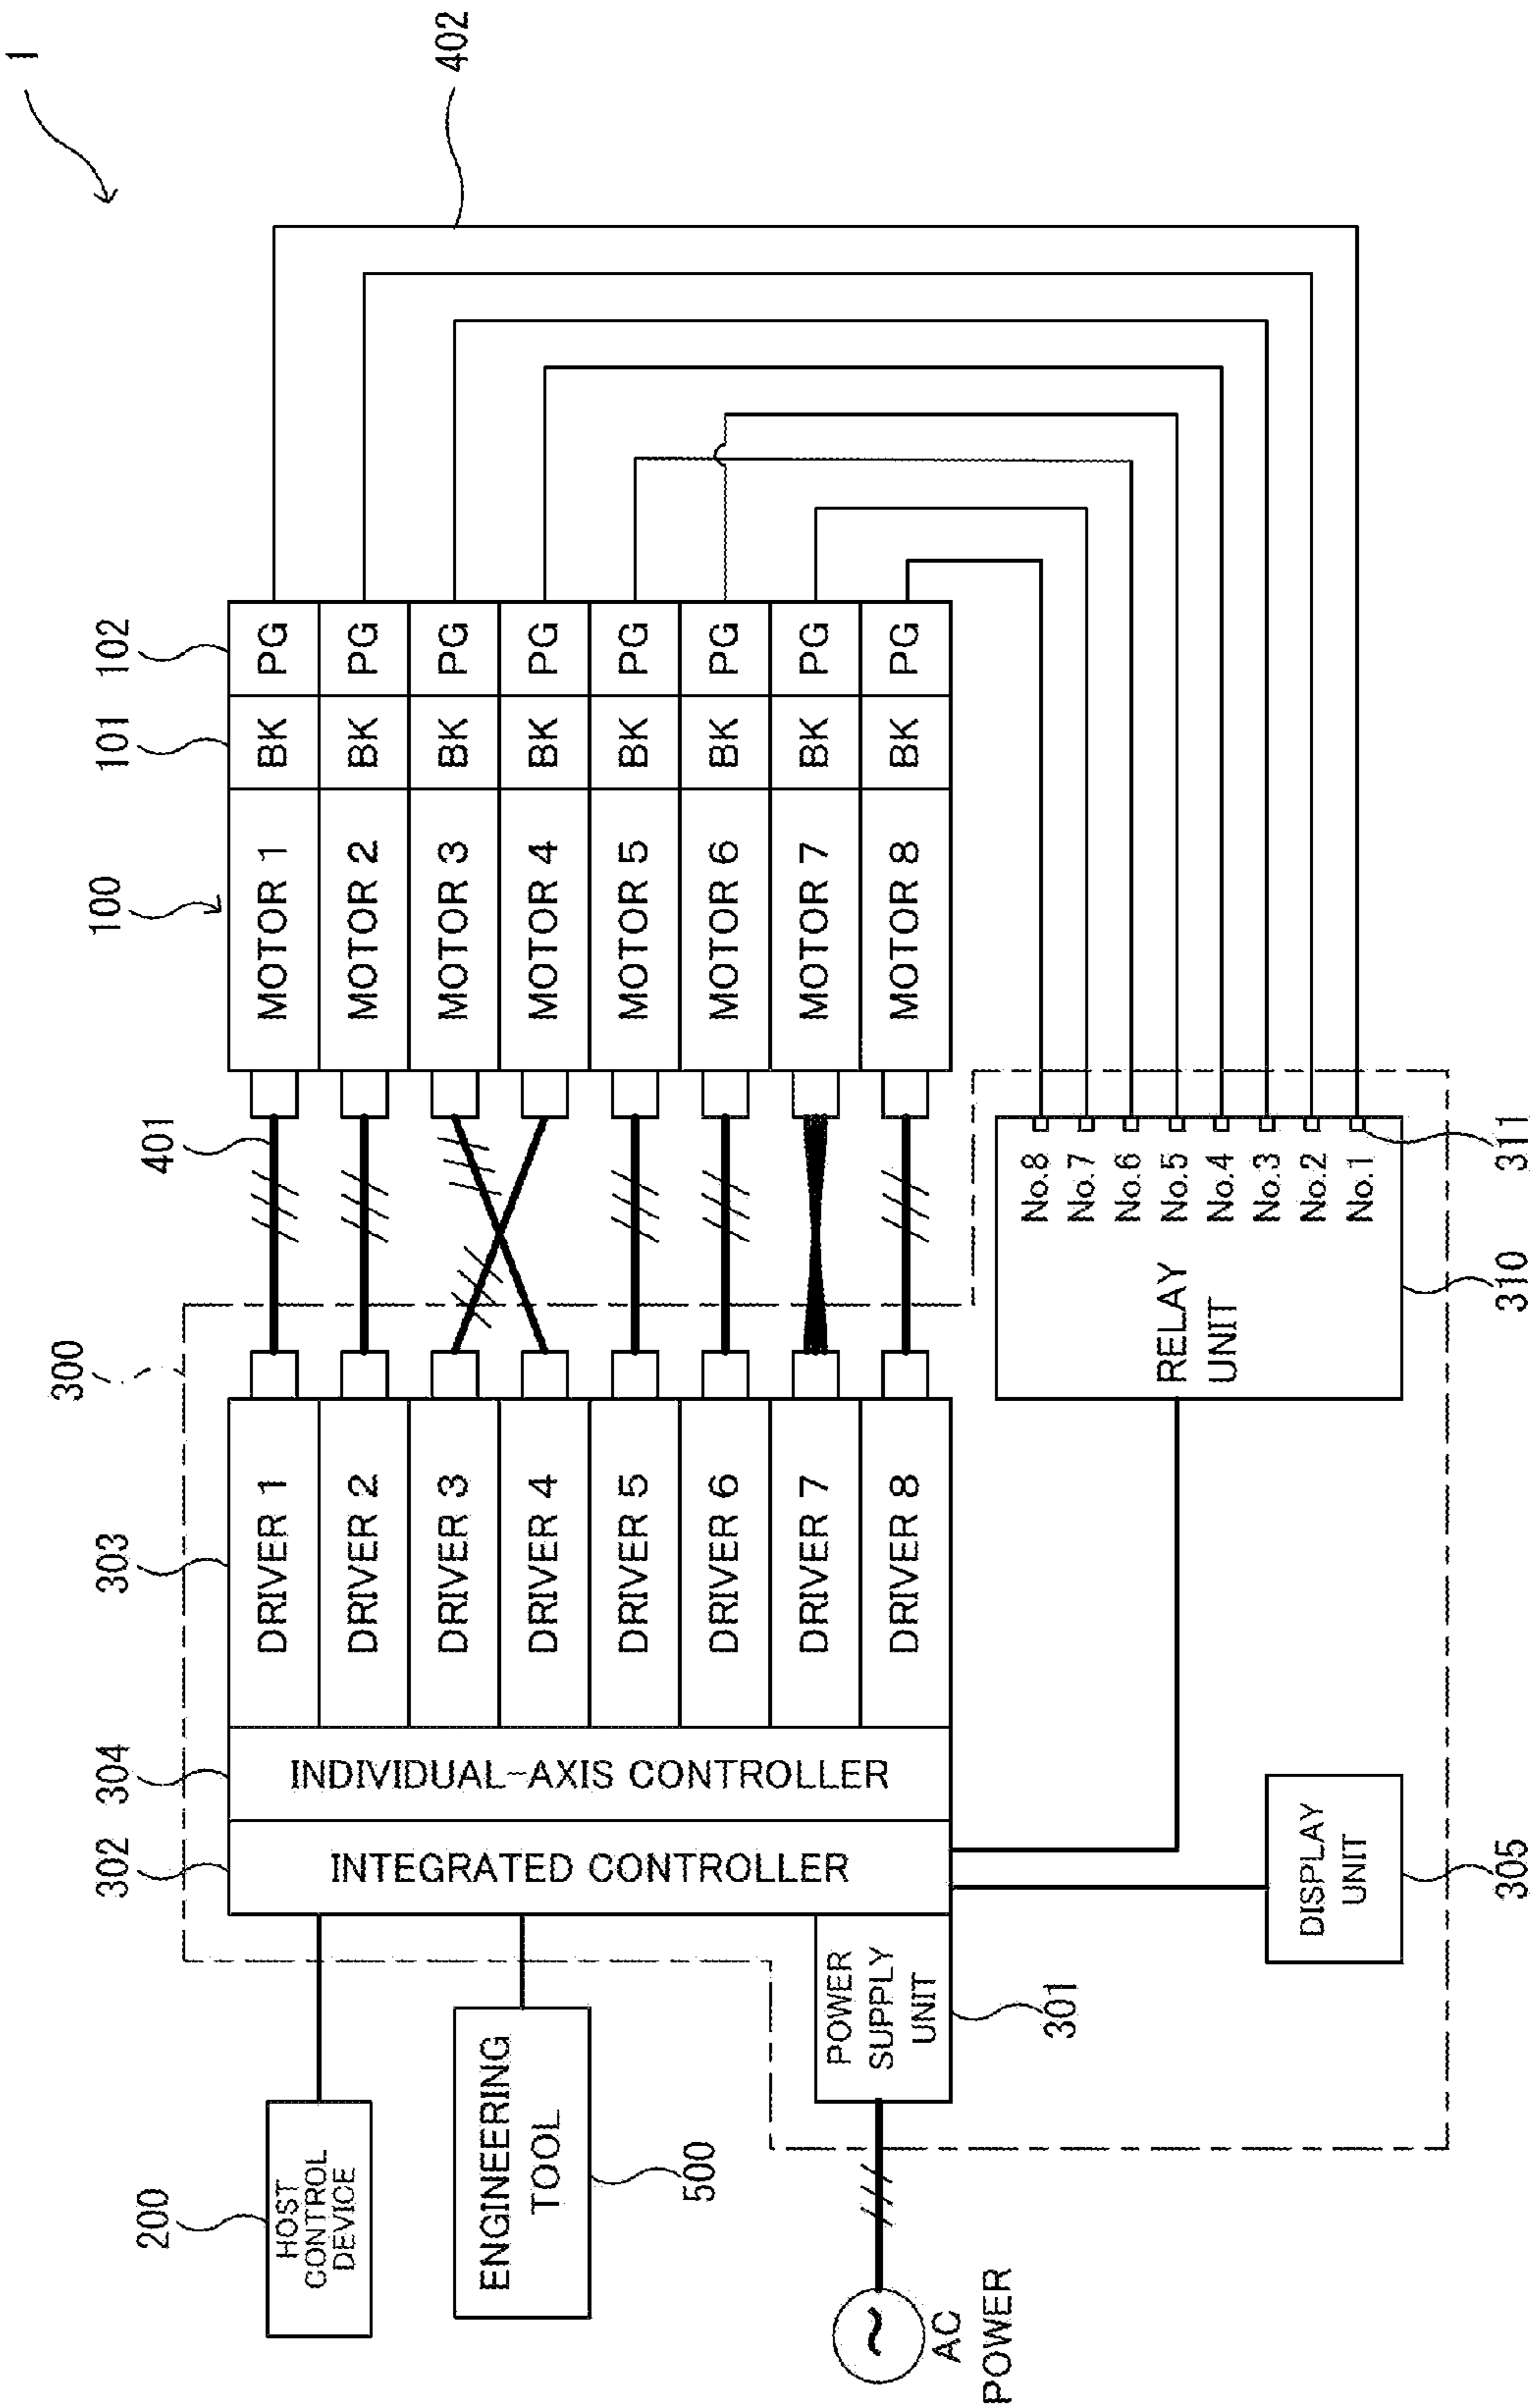 1
200
HOST
CONTROL
DEVICE
ENGINEERING
TOOL
500
AC
POWER
300
302
INTEGRATED CONTROLLER
304
INDIVIDUAL-AXIS CONTROLLER
303
DRIVER 1
DRIVER 2
DRIVER 3
DRIVER 4
DRIVER 5
DRIVER 6
DRIVER 7
DRIVER 8
POWER
SUPPLY
UNIT
301
401
100
101
102
MOTOR 1 BK PG
MOTOR 2 BK PG
MOTOR 3 BK PG
MOTOR 4 BK PG
MOTOR 5 BK PG
MOTOR 6 BK PG
MOTOR 7 BK PG
MOTOR 8 BK PG
402
RELAY
UNIT
No.8
No.7
No.6
No.5
No.4
No.3
No.2
No.1
310
311
DISPLAY
UNIT
305